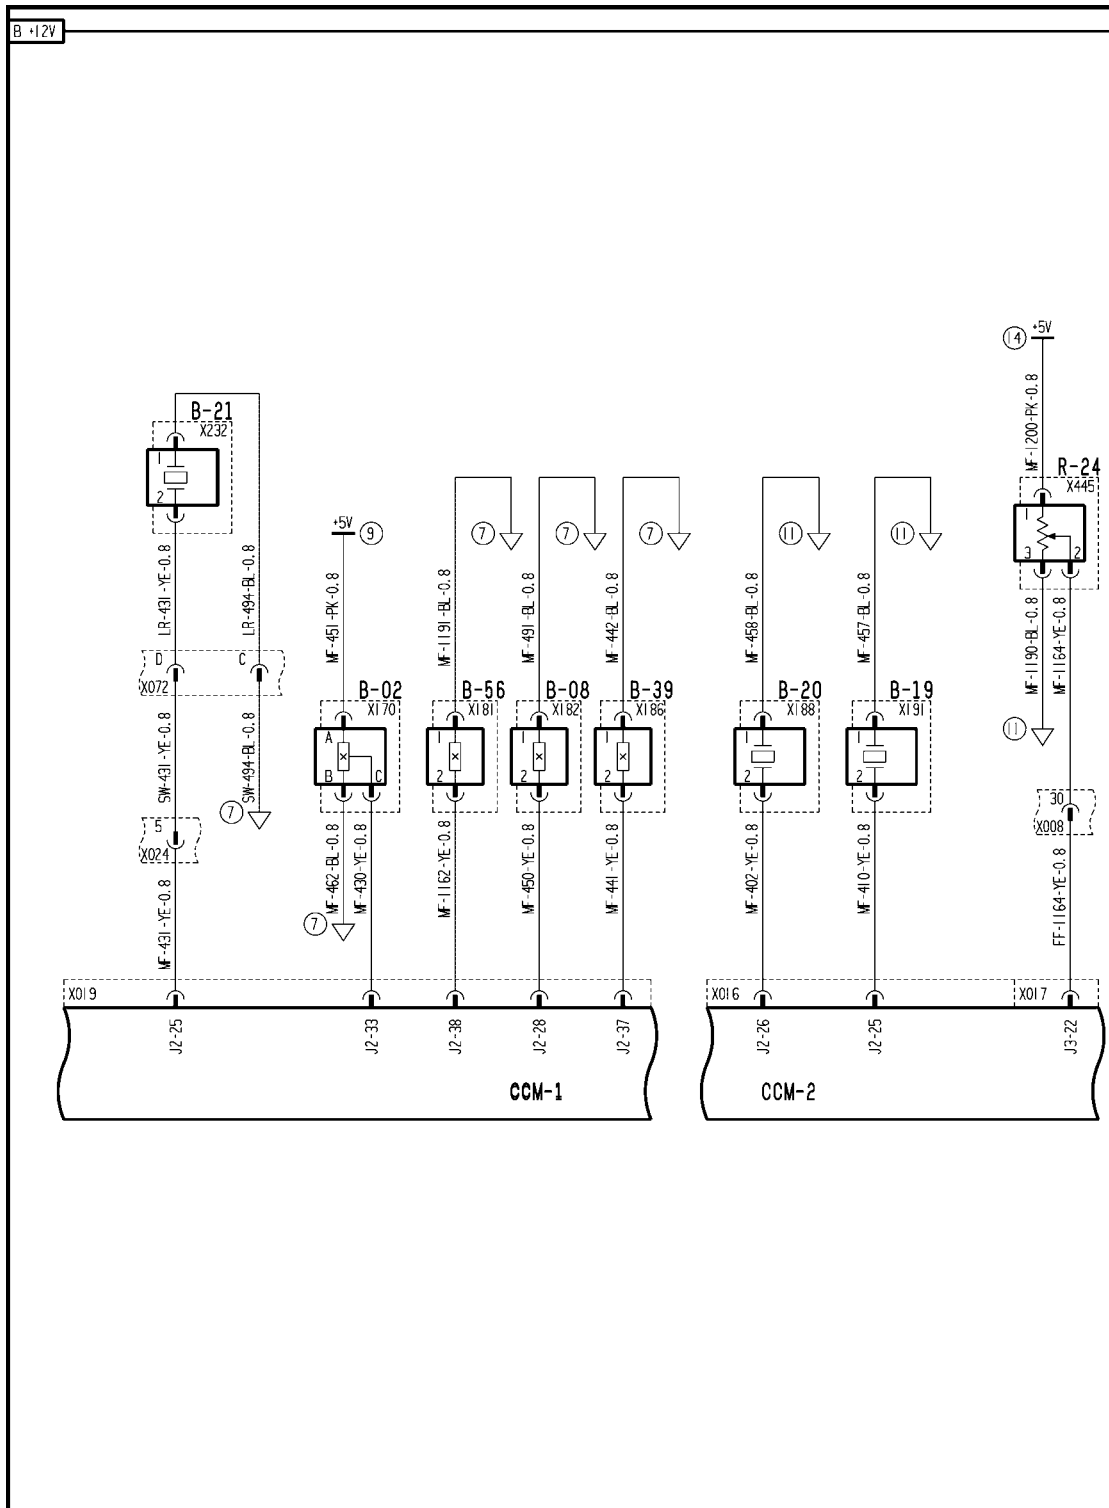 B +12V
14 +5V
MF-1200-PK-0.8
B-21
X232
1
2
R-24
X445
1
3 2
+5V 9
7 7 7 11 11
LR-431-YE-0.8
LR-494-BL-0.8
MF-451-PK-0.8
MF-1191-BL-0.8
MF-491-BL-0.8
MF-442-BL-0.8
MF-458-BL-0.8
MF-457-BL-0.8
MF-1190-BL-0.8
MF-1164-YE-0.8
D C
X072
B-02
X170
A
B C
B-56
X181
1
2
B-08
X182
1
2
B-39
X186
1
2
B-20
X188
1
2
B-19
X191
1
2
11
SW-431-YE-0.8
SW-494-BL-0.8
7
5
X024
30
X008
MF-431-YE-0.8
MF-462-BL-0.8
MF-430-YE-0.8
MF-1162-YE-0.8
MF-450-YE-0.8
MF-441-YE-0.8
MF-402-YE-0.8
MF-410-YE-0.8
FF-1164-YE-0.8
7
X019 X016 X017
J2-25
J2-33
J2-38
J2-28
J2-37
J2-26
J2-25
J3-22
CCM-1 CCM-2